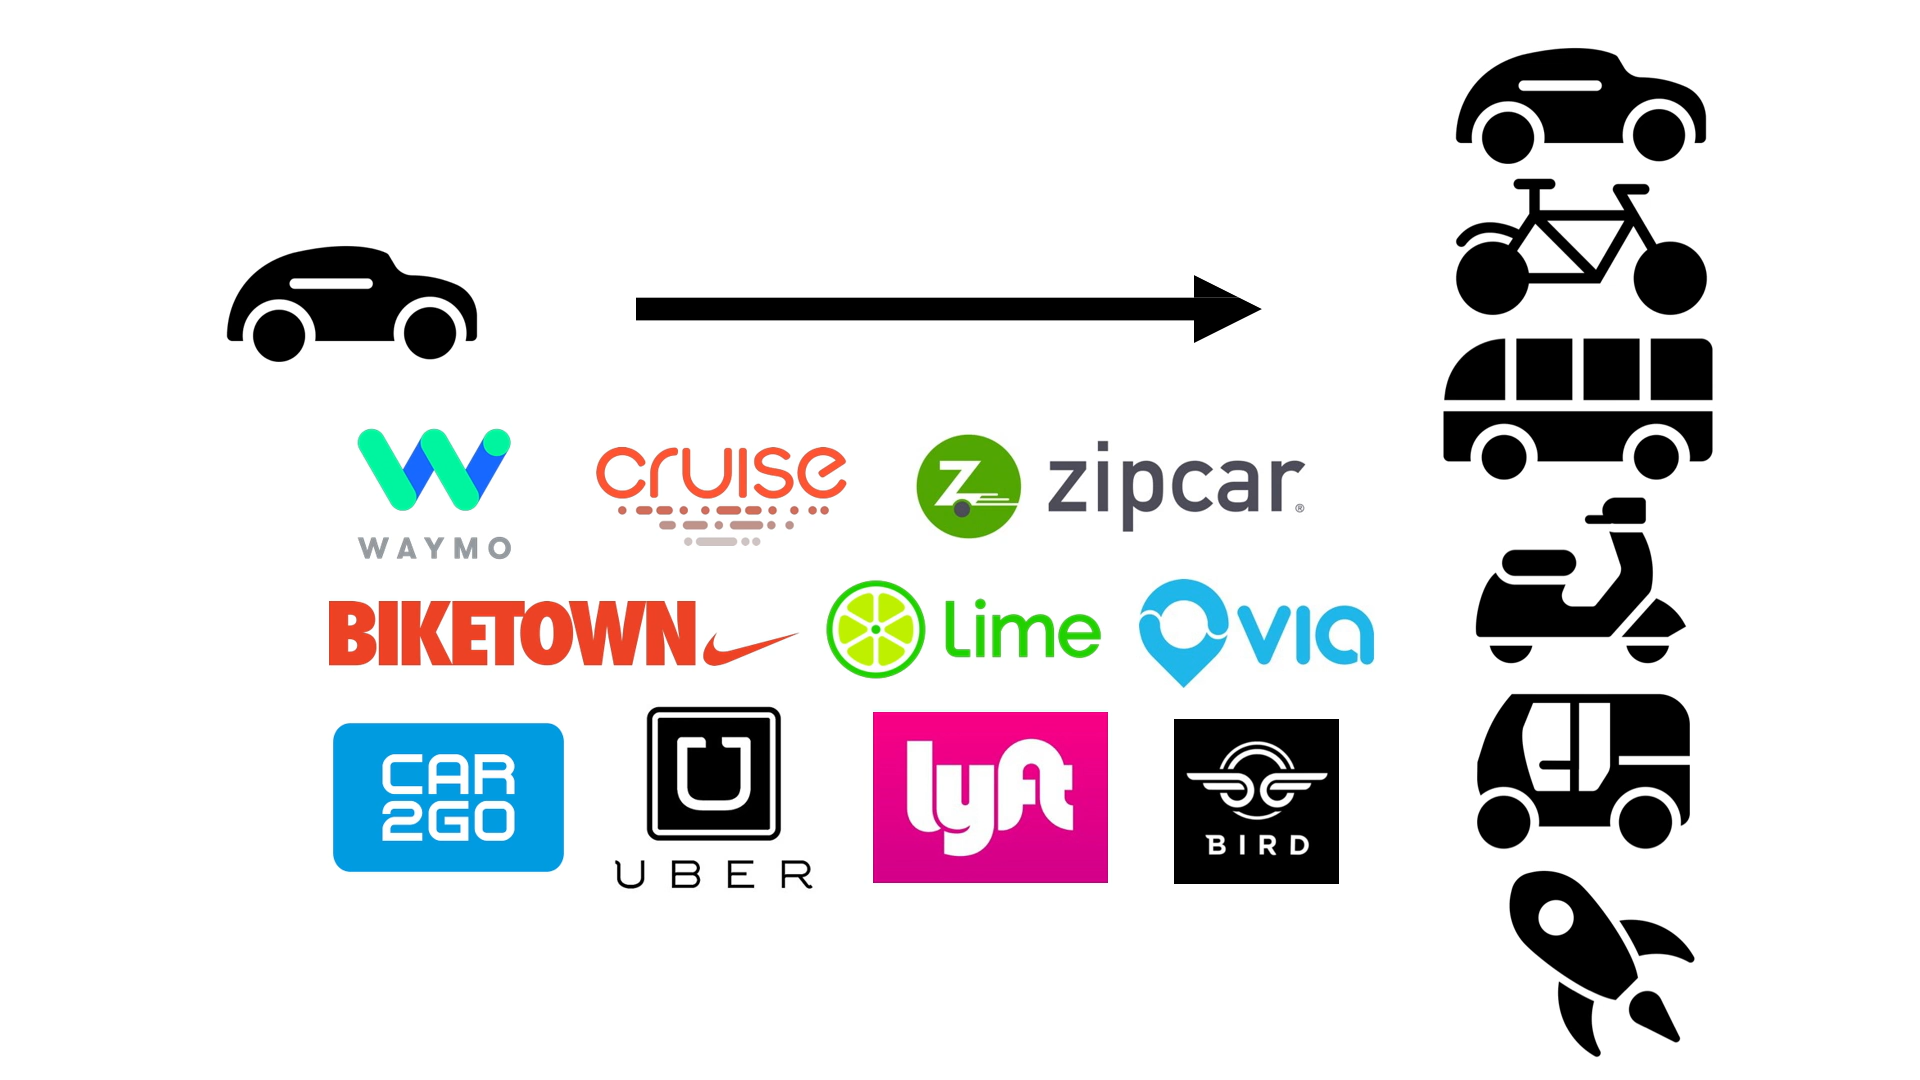 WAYMO
cruise
zipcar®
BIKETOWN
Lime
via
CAR
2GO
UBER
lyft
BIRD